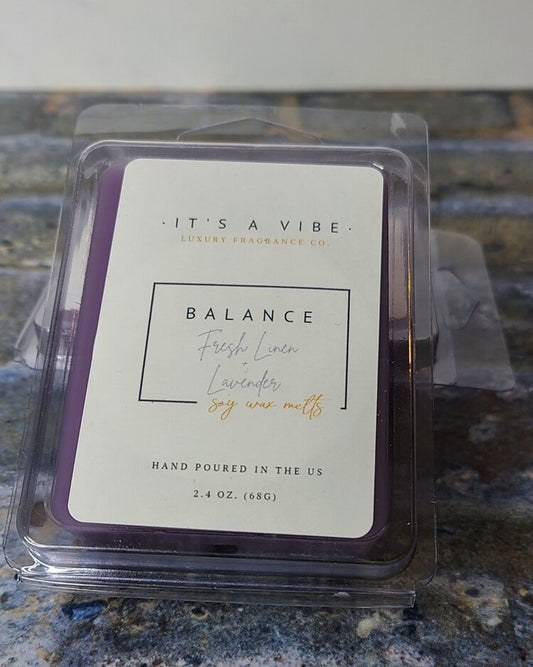 · IT'S A VIBE ·
LUXURY FRAGRANCE CO.
BALANCE
Fresh Linen
+
Lavender
soy wax melts
HAND POURED IN THE US
2.4 OZ. (68G)